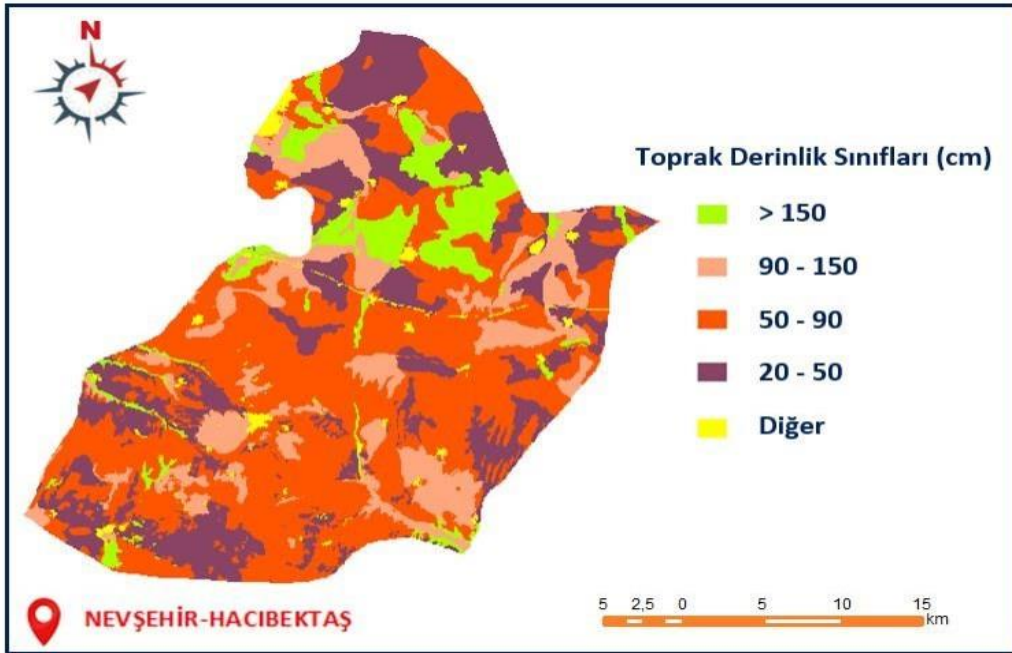 N
Toprak Derinlik Sınıfları (cm)
> 150
90 - 150
50 - 90
20 - 50
Diğer
NEVŞEHİR-HACIBEKTAŞ
5 2,5 0 5 10 15
km